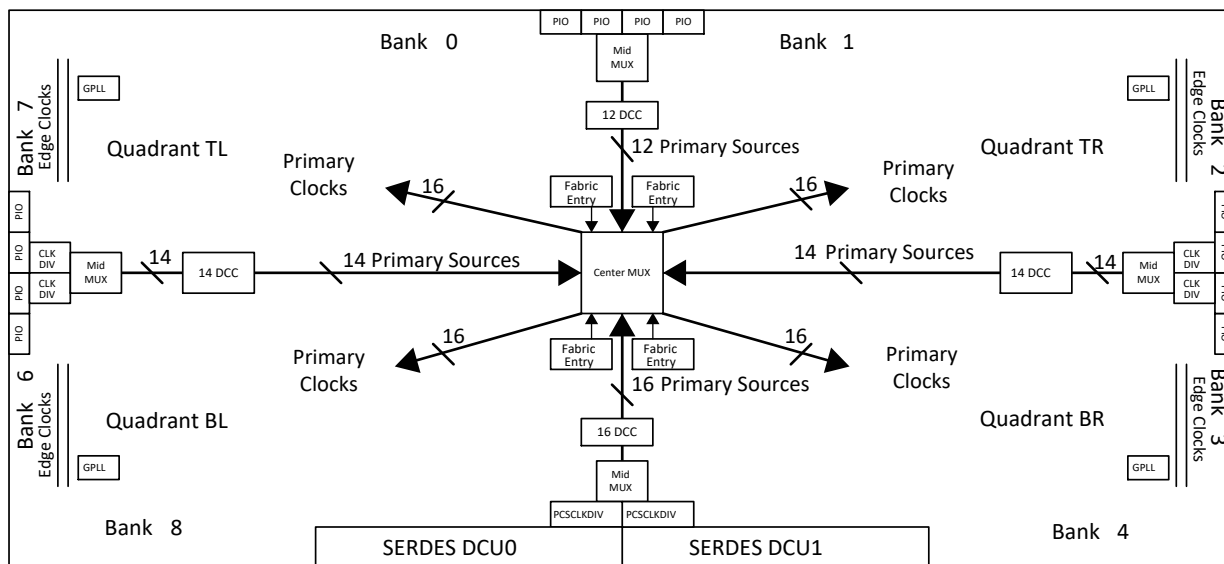 PIO PIO PIO PIO
Bank 0
Bank 1
Mid
MUX
GPLL
GPLL
Bank 7
Edge Clocks
Edge Clocks
Bank 2
12 DCC
Quadrant TL
12 Primary Sources
Quadrant TR
Primary
Clocks
16
Fabric
Entry
Fabric
Entry
16
Primary
Clocks
PIO
PIO
PIO
PIO
CLK
DIV
CLK
DIV
Mid
MUX
14
14 DCC
14 Primary Sources
Center MUX
14 Primary Sources
14 DCC
14
Mid
MUX
CLK
DIV
CLK
DIV
PIO
PIO
PIO
PIO
Primary
Clocks
16
Fabric
Entry
Fabric
Entry
16
Primary
Clocks
Bank 6
Edge Clocks
16 Primary Sources
Edge Clocks
Bank 3
Quadrant BL
16 DCC
Quadrant BR
GPLL
Mid
MUX
GPLL
PCSCLKDIV PCSCLKDIV
Bank 8
Bank 4
SERDES DCU0
SERDES DCU1